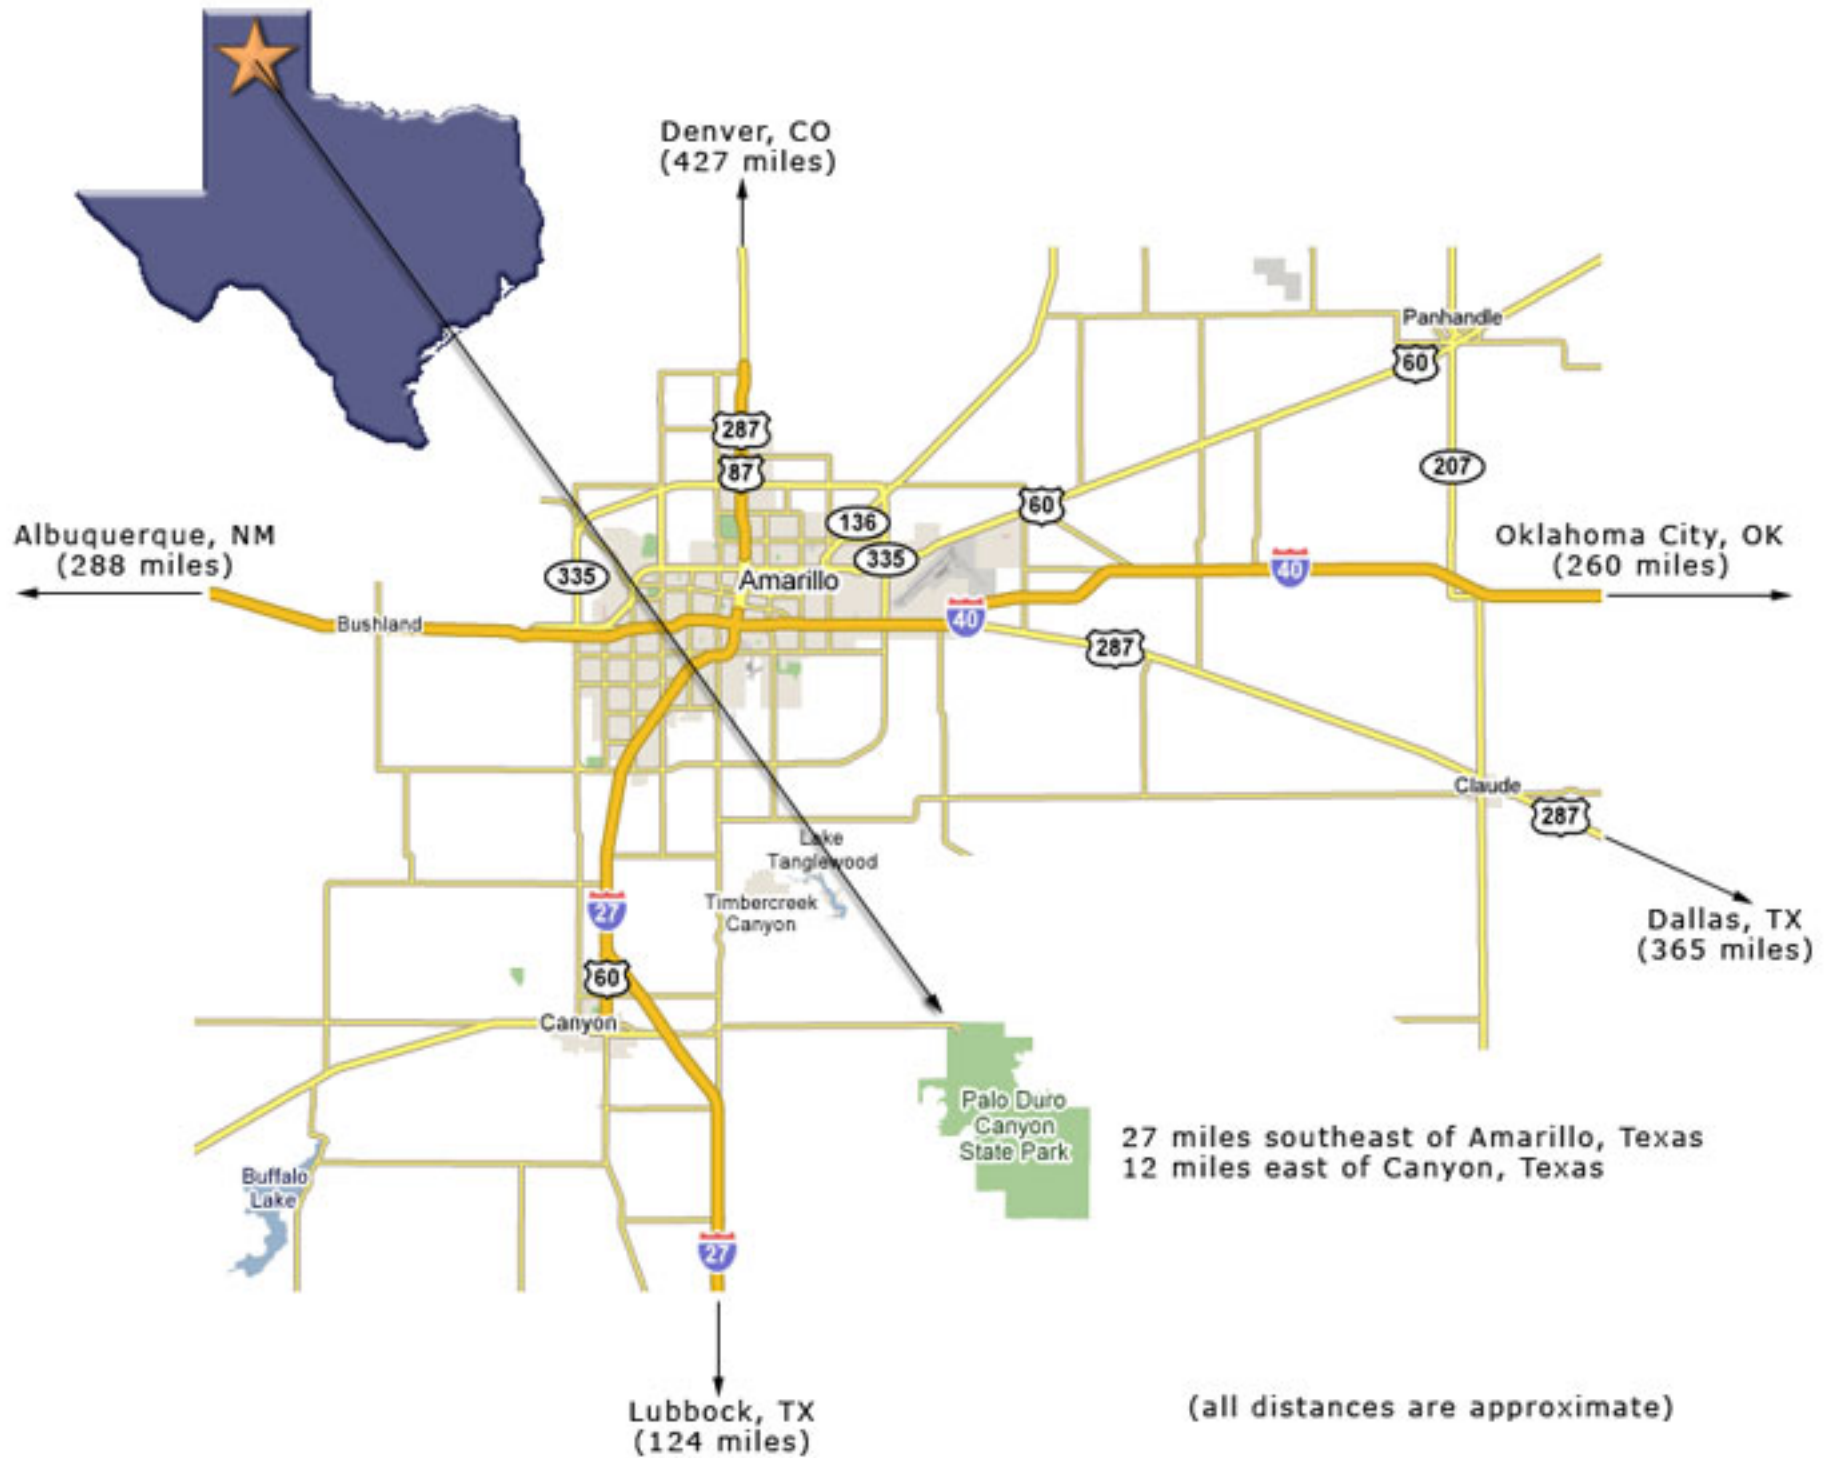 Denver, CO
(427 miles)
Panhandle
60
287
87
207
60
136
335
335
Albuquerque, NM
(288 miles)
Oklahoma City, OK
(260 miles)
Amarillo
40
40
Bushland
287
Claude
287
Lake
Tanglewood
Timbercreek
Canyon
27
Dallas, TX
(365 miles)
60
Canyon
Palo Duro
Canyon
State Park
27 miles southeast of Amarillo, Texas
12 miles east of Canyon, Texas
Buffalo
Lake
27
Lubbock, TX
(124 miles)
(all distances are approximate)